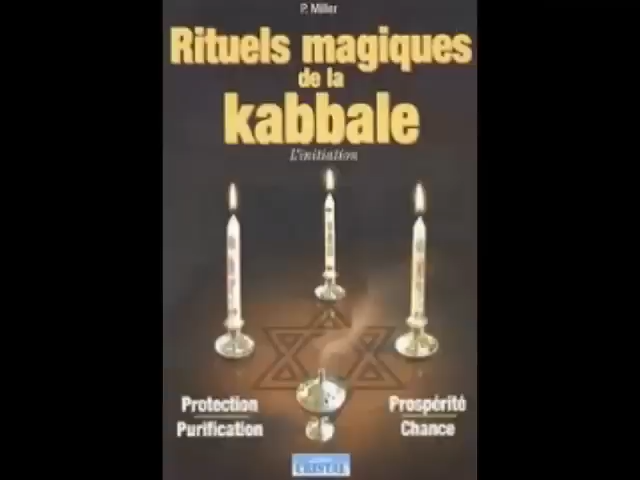 P. Miller
Rituels magiques
de la
kabbale
L'initiation
Protection
Purification
Prospérité
Chance
CRISTAL